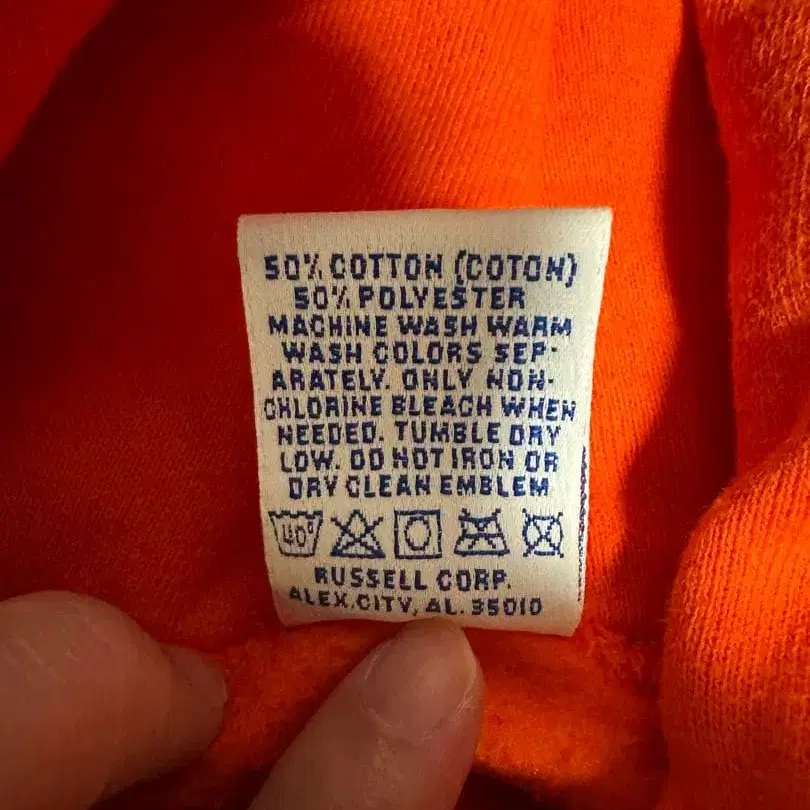 50% COTTON (COTON)
50% POLYESTER
MACHINE WASH WARM
WASH COLORS SEP-
ARATELY. ONLY NON-
CHLORINE BLEACH WHEN
NEEDED. TUMBLE DRY
LOW. DO NOT IRON OR
DRY CLEAN EMBLEM
40°
RUSSELL CORP.
ALEX.CITY, AL. 35010